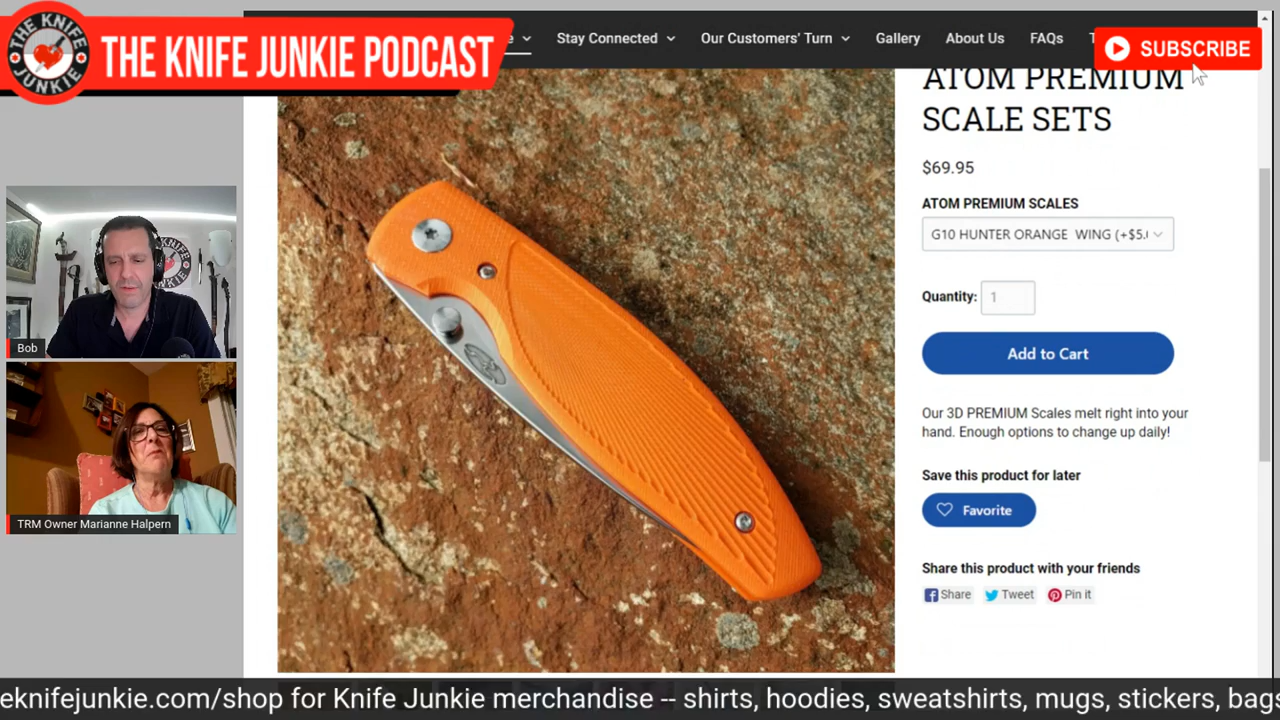 THE KNIFE JUNKIE
THE KNIFE JUNKIE PODCAST
Stay Connected
Our Customers' Turn
Gallery
About Us
FAQs
SUBSCRIBE
ATOM PREMIUM
SCALE SETS
$69.95
ATOM PREMIUM SCALES
G10 HUNTER ORANGE WING (+$5.
Quantity: 1
Add to Cart
Our 3D PREMIUM Scales melt right into your
hand. Enough options to change up daily!
Save this product for later
Favorite
Share this product with your friends
Share Tweet Pin it
Bob
TRM Owner Marianne Halpern
eknifejunkie.com/shop for Knife Junkie merchandise -- shirts, hoodies, sweatshirts, mugs, stickers, bags